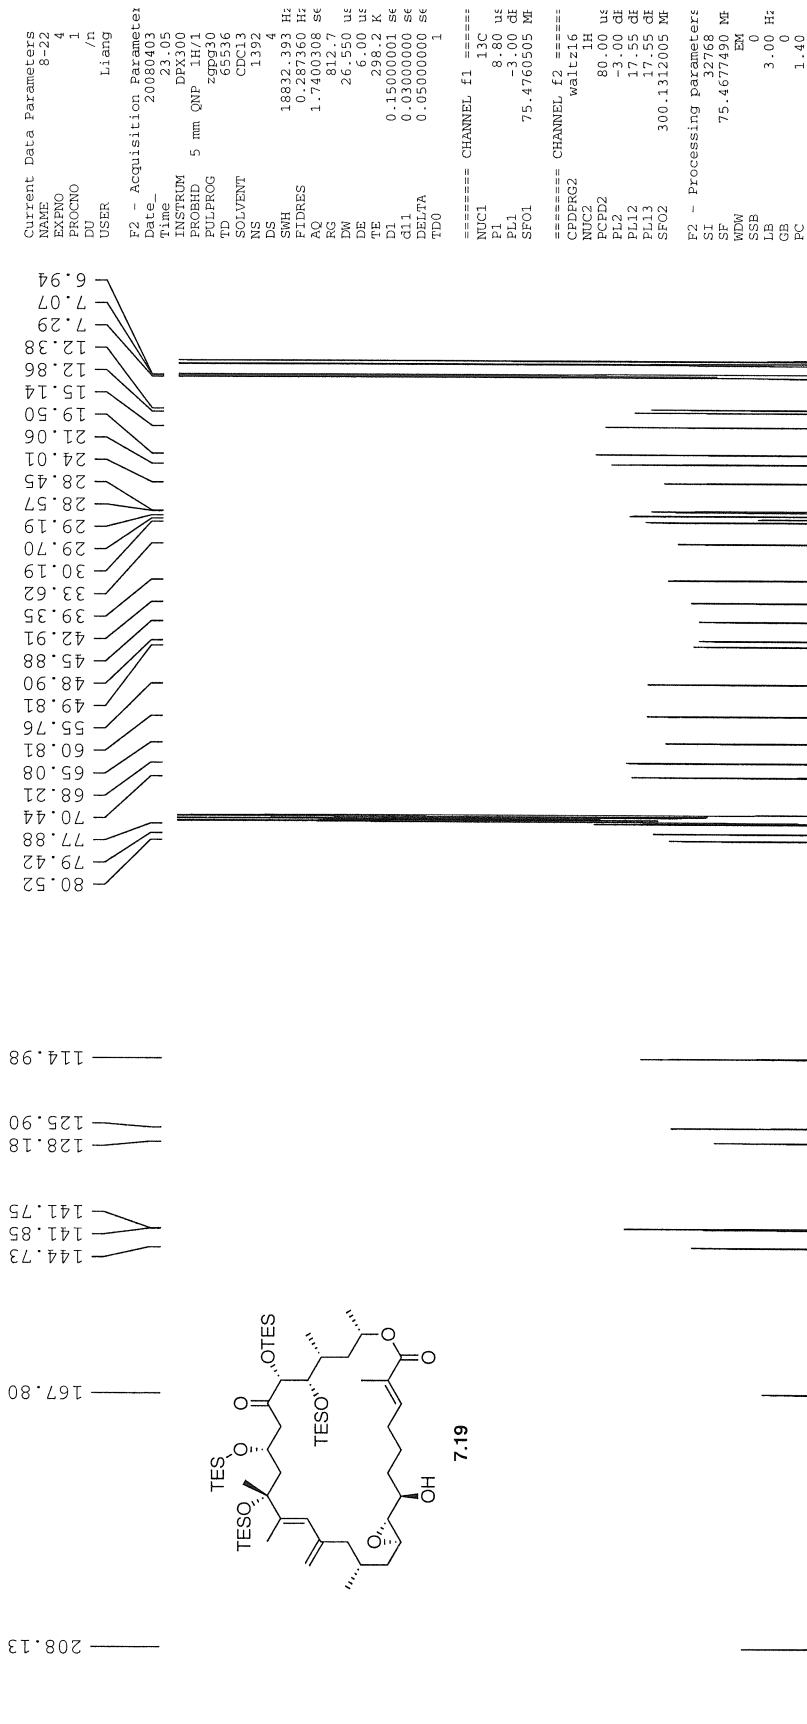 Current Data Parameters
NAME 8-22
EXPNO 4
PROCNO 1
DU /n
USER Liang
F2 - Acquisition Parameter
Date_ 20080403
Time 23.05
INSTRUM DPX300
PROBHD 5 mm QNP 1H/1
PULPROG zgpg30
TD 65536
SOLVENT CDCl3
NS 1392
DS 4
SWH 18832.393 Hz
FIDRES 0.287360 Hz
AQ 1.7400308 se
RG 812.7
DW 26.550 us
DE 6.00 us
TE 298.2 K
D1 0.15000001 se
d11 0.03000000 se
DELTA 0.05000000 se
TD0 1
======== CHANNEL f1 ======
NUC1 13C
P1 8.80 us
PL1 -3.00 dB
SFO1 75.4760505 MH
======== CHANNEL f2 ======
CPDPRG2 waltz16
NUC2 1H
PCPD2 80.00 us
PL2 -3.00 dB
PL12 17.55 dB
PL13 17.55 dB
SFO2 300.1312005 MH
F2 - Processing parameters
SI 32768
SF 75.4677490 MH
WDW EM
SSB 0
LB 3.00 Hz
GB 0
PC 1.40
6.94
7.07
7.29
12.38
12.86
15.14
19.50
21.06
24.01
28.45
28.57
29.19
29.70
30.19
33.62
39.35
42.91
45.88
48.90
49.81
55.76
60.81
65.08
68.21
70.44
77.88
79.42
80.52
114.98
125.90
128.18
141.75
141.85
144.73
167.80
208.13
OTES
O
O
O
TESO
TES
O
TESO
O
OH
7.19